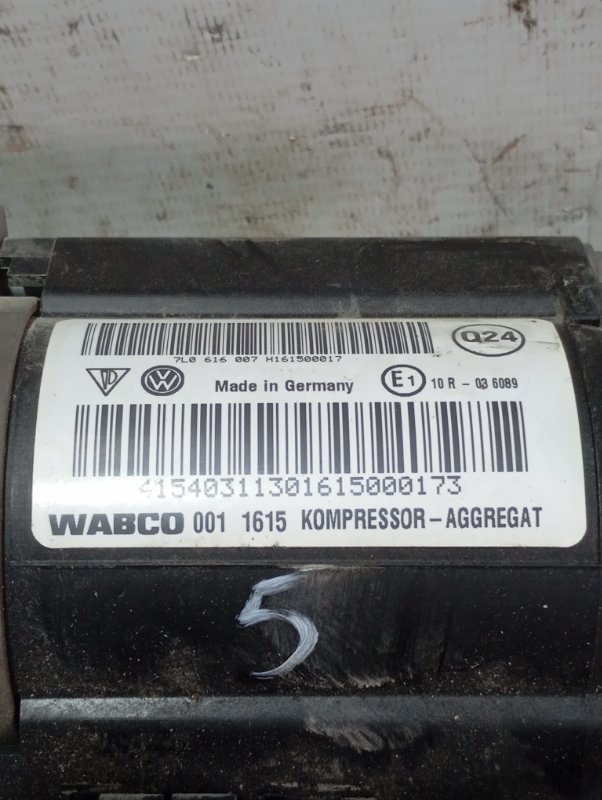 Q24
7L0 616 007 H161500017
VW Made in Germany E1 10 R - 03 6089
41540311301615000173
WABCO 001 1615 KOMPRESSOR-AGGREGAT
5